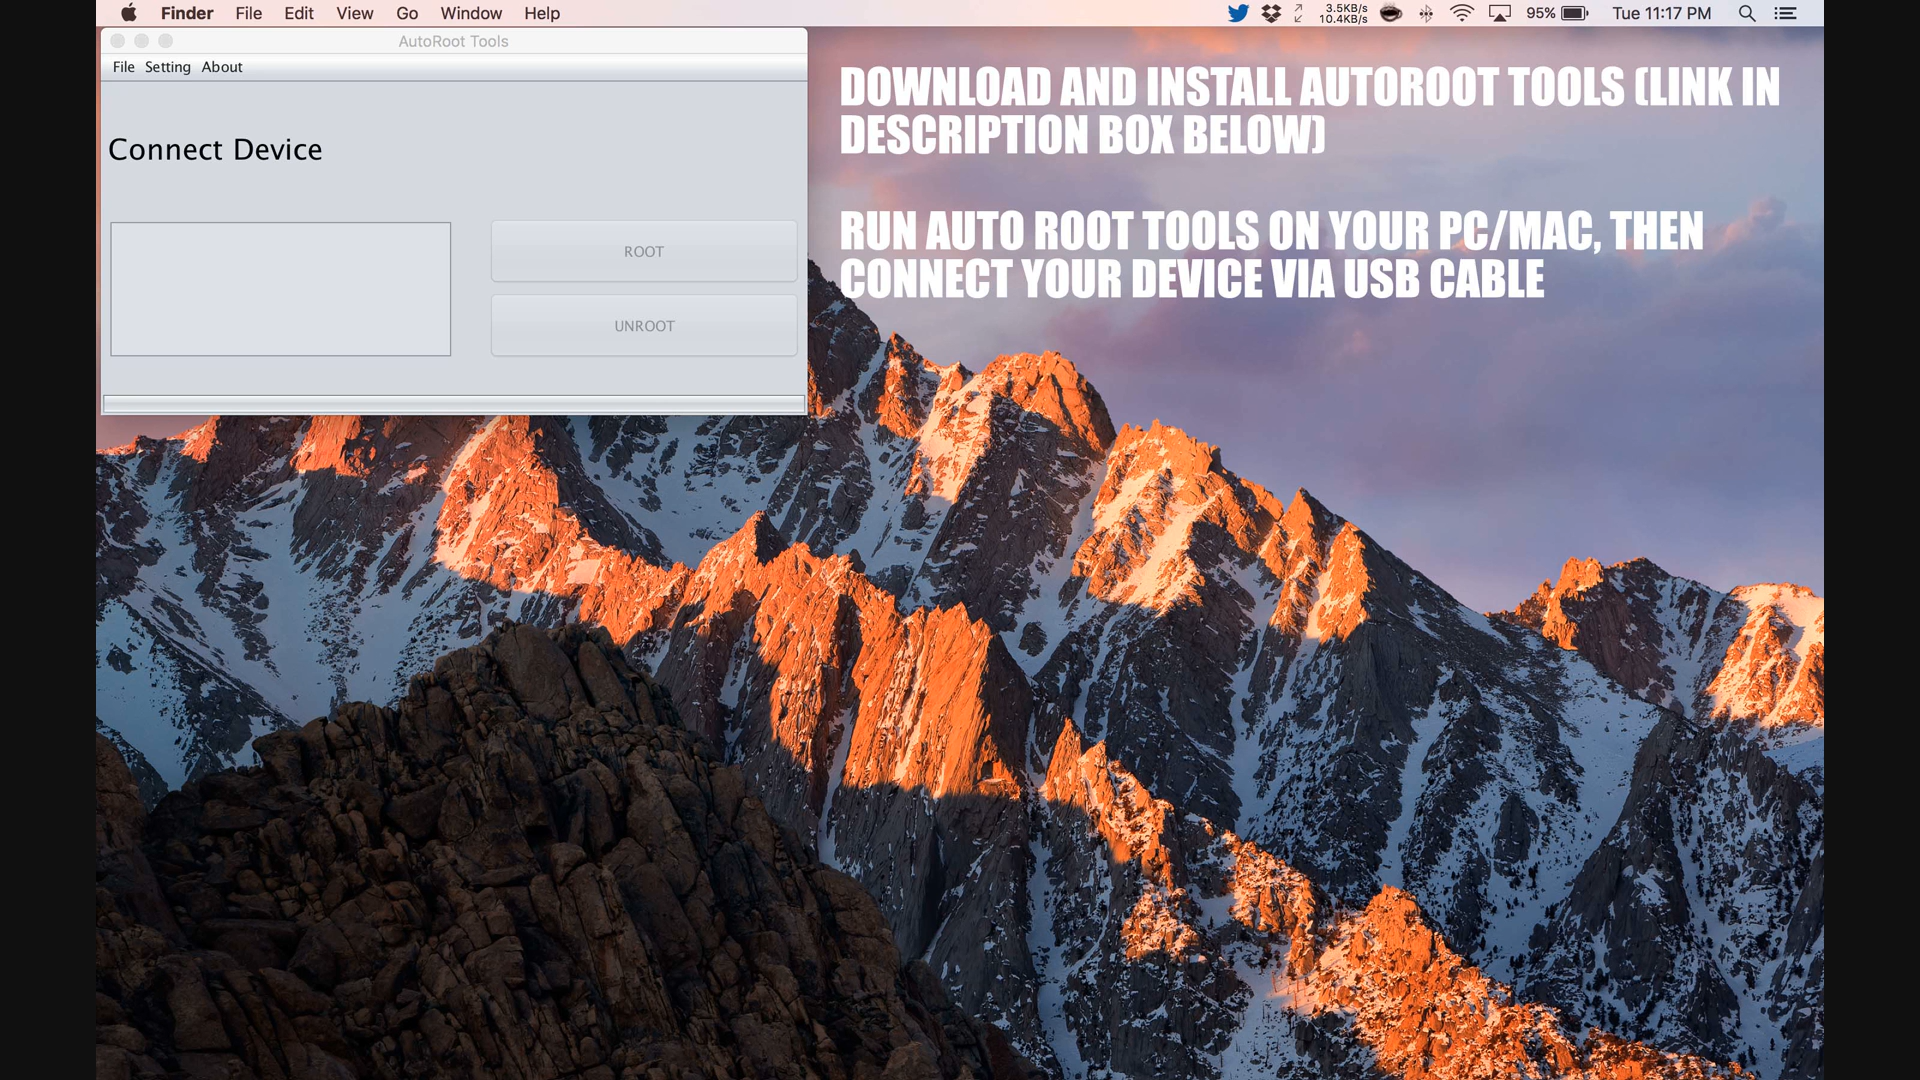 Finder File Edit View Go Window Help
3.5KB/s
10.4KB/s
95%
Tue 11:17 PM
AutoRoot Tools
File Setting About
Connect Device
ROOT
UNROOT
DOWNLOAD AND INSTALL AUTOROOT TOOLS (LINK IN
DESCRIPTION BOX BELOW)
RUN AUTO ROOT TOOLS ON YOUR PC/MAC, THEN
CONNECT YOUR DEVICE VIA USB CABLE